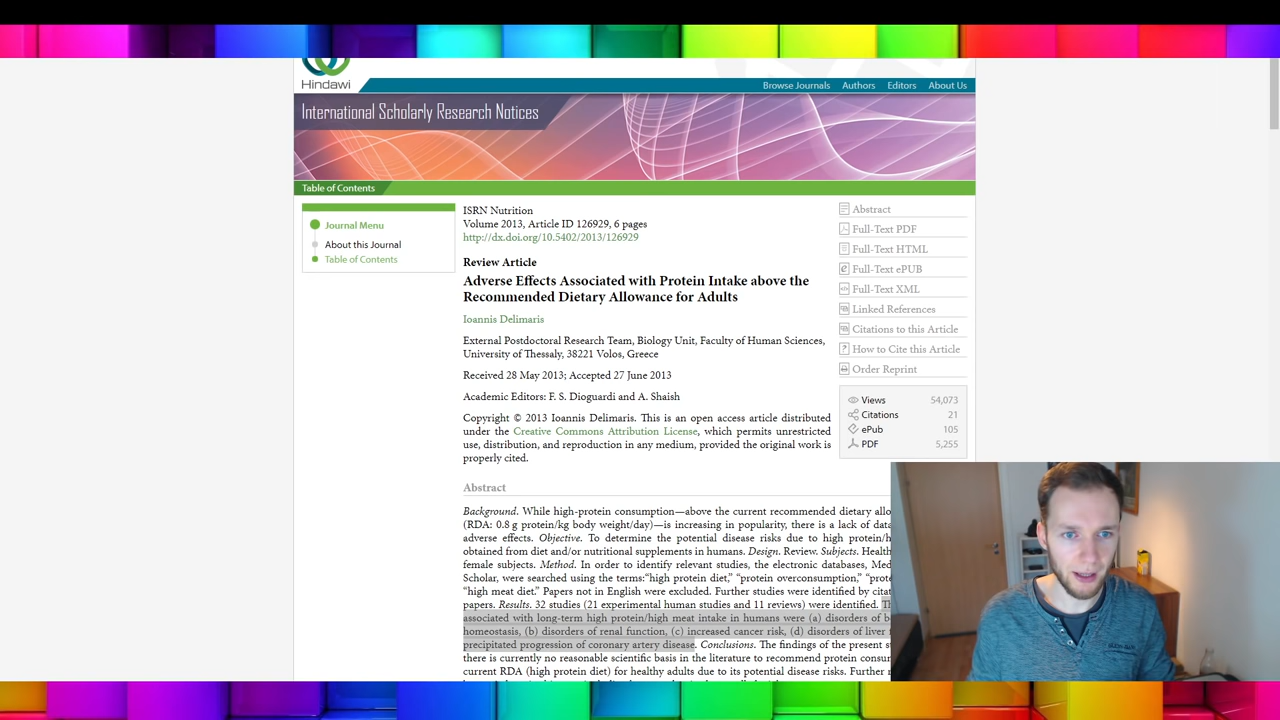 Hindawi
Browse Journals Authors Editors About Us
International Scholarly Research Notices
Table of Contents
Journal Menu
About this Journal
Table of Contents
ISRN Nutrition
Volume 2013, Article ID 126929, 6 pages
http://dx.doi.org/10.5402/2013/126929
Review Article
Adverse Effects Associated with Protein Intake above the
Recommended Dietary Allowance for Adults
Ioannis Delimaris
External Postdoctoral Research Team, Biology Unit, Faculty of Human Sciences,
University of Thessaly, 38221 Volos, Greece
Received 28 May 2013; Accepted 27 June 2013
Academic Editors: F. S. Dioguardi and A. Shaish
Copyright © 2013 Ioannis Delimaris. This is an open access article distributed
under the Creative Commons Attribution License, which permits unrestricted
use, distribution, and reproduction in any medium, provided the original work is
properly cited.
Abstract
Full-Text PDF
Full-Text HTML
Full-Text ePUB
Full-Text XML
Linked References
Citations to this Article
How to Cite this Article
Order Reprint
Views 54,073
Citations 21
ePub 105
PDF 5,255
Abstract
Background. While high-protein consumption—above the current recommended dietary allo
(RDA: 0.8 g protein/kg body weight/day)—is increasing in popularity, there is a lack of data
adverse effects. Objective. To determine the potential disease risks due to high protein/h
obtained from diet and/or nutritional supplements in humans. Design. Review. Subjects. Health
female subjects. Method. In order to identify relevant studies, the electronic databases, Med
Scholar, were searched using the terms:“high protein diet,” “protein overconsumption,” “prote
“high meat diet.” Papers not in English were excluded. Further studies were identified by citat
papers. Results. 32 studies (21 experimental human studies and 11 reviews) were identified. Th
associated with long-term high protein/high meat intake in humans were (a) disorders of b
homeostasis, (b) disorders of renal function, (c) increased cancer risk, (d) disorders of liver f
precipitated progression of coronary artery disease. Conclusions. The findings of the present st
there is currently no reasonable scientific basis in the literature to recommend protein consum
current RDA (high protein diet) for healthy adults due to its potential disease risks. Further r